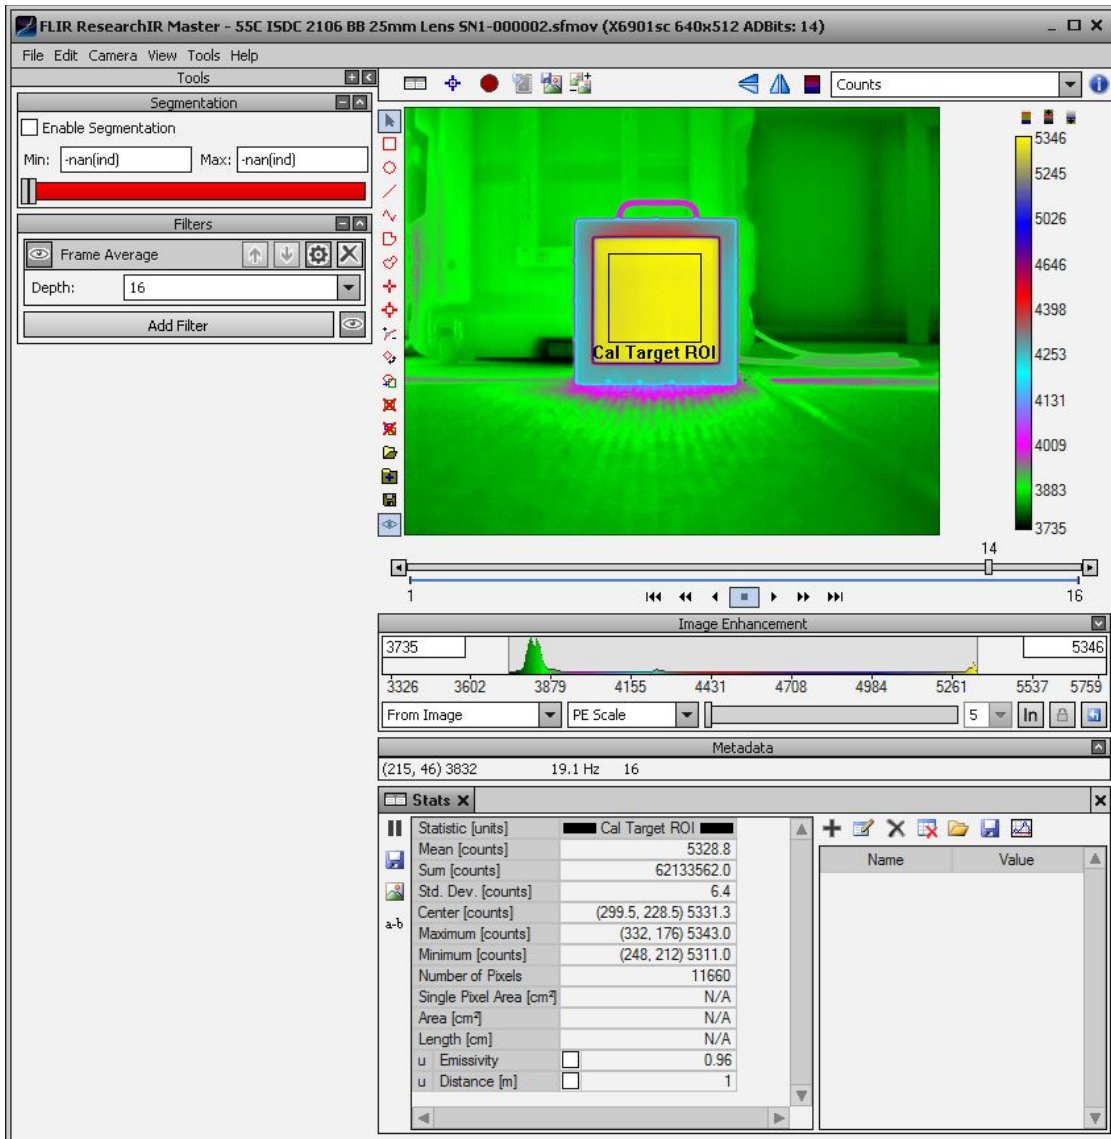 FLIR ResearchIR Master - 55C ISDC 2106 BB 25mm Lens SN1-000002.sfmov (X6901sc 640x512 ADBits: 14)
File Edit Camera View Tools Help
Tools
Segmentation
Enable Segmentation
Min: -nan(ind) Max: -nan(ind)
Filters
Frame Average
Depth: 16
Add Filter
Counts
Cal Target ROI
5346
5245
5026
4646
4398
4253
4131
4009
3883
3735
14
1 16
Image Enhancement
3735 5346
3326 3602 3879 4155 4431 4708 4984 5261 5537 5759
From Image PE Scale 5 In
Metadata
(215, 46) 3832 19.1 Hz 16
Stats
a-b
Statistic [units] Cal Target ROI
Mean [counts] 5328.8
Sum [counts] 62133562.0
Std. Dev. [counts] 6.4
Center [counts] (299.5, 228.5) 5331.3
Maximum [counts] (332, 176) 5343.0
Minimum [counts] (248, 212) 5311.0
Number of Pixels 11660
Single Pixel Area [cm²] N/A
Area [cm²] N/A
Length [cm] N/A
u Emissivity 0.96
u Distance [m] 1
Name Value